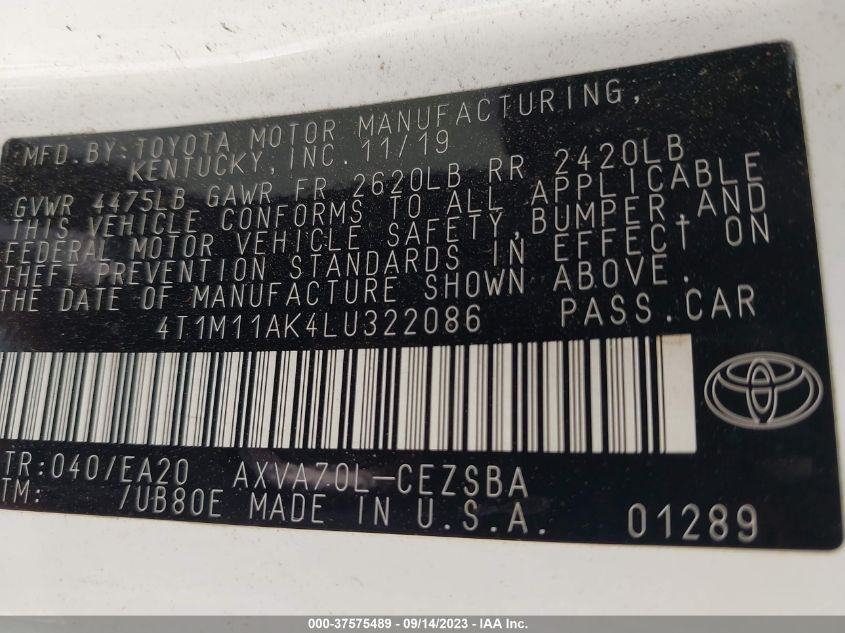 MFD.BY:TOYOTA MOTOR MANUFACTURING,
KENTUCKY, INC. 11/19
GVWR 4475LB GAWR FR 2620LB RR 2420LB
THIS VEHICLE CONFORMS TO ALL APPLICABLE
FEDERAL MOTOR VEHICLE SAFETY,BUMPER,AND
THEFT PREVENTION STANDARDS IN EFFECT ON
THE DATE OF MANUFACTURE SHOWN ABOVE.
4T1M11AK4LU322086 PASS.CAR
TR:040/EA20 AXVA70L-CEZSBA
TM: /UB80E MADE IN U.S.A. 01289
000-37575489 - 09/14/2023 - IAA Inc.